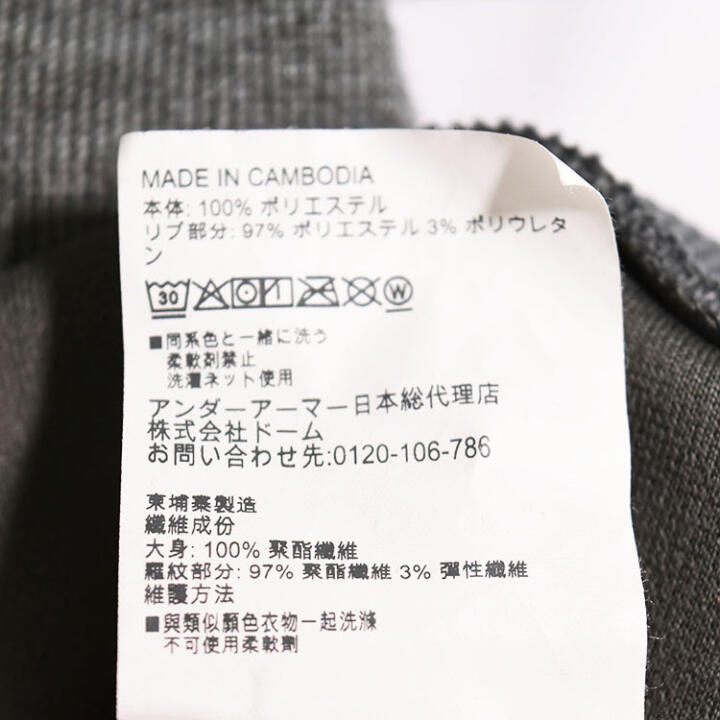 MADE IN CAMBODIA
本体: 100% ポリエステル
リブ部分: 97% ポリエステル 3% ポリウレタ
ン
30
W
■同系色と一緒に洗う
柔軟剤禁止
洗濯ネット使用
アンダーアーマー日本総代理店
株式会社ドーム
お問い合わせ先:0120-106-786
柬埔寨製造
纖維成份
大身: 100% 聚酯纖維
羅紋部分: 97% 聚酯纖維 3% 彈性纖維
維護方法
■與類似顏色衣物一起洗滌
不可使用柔軟劑